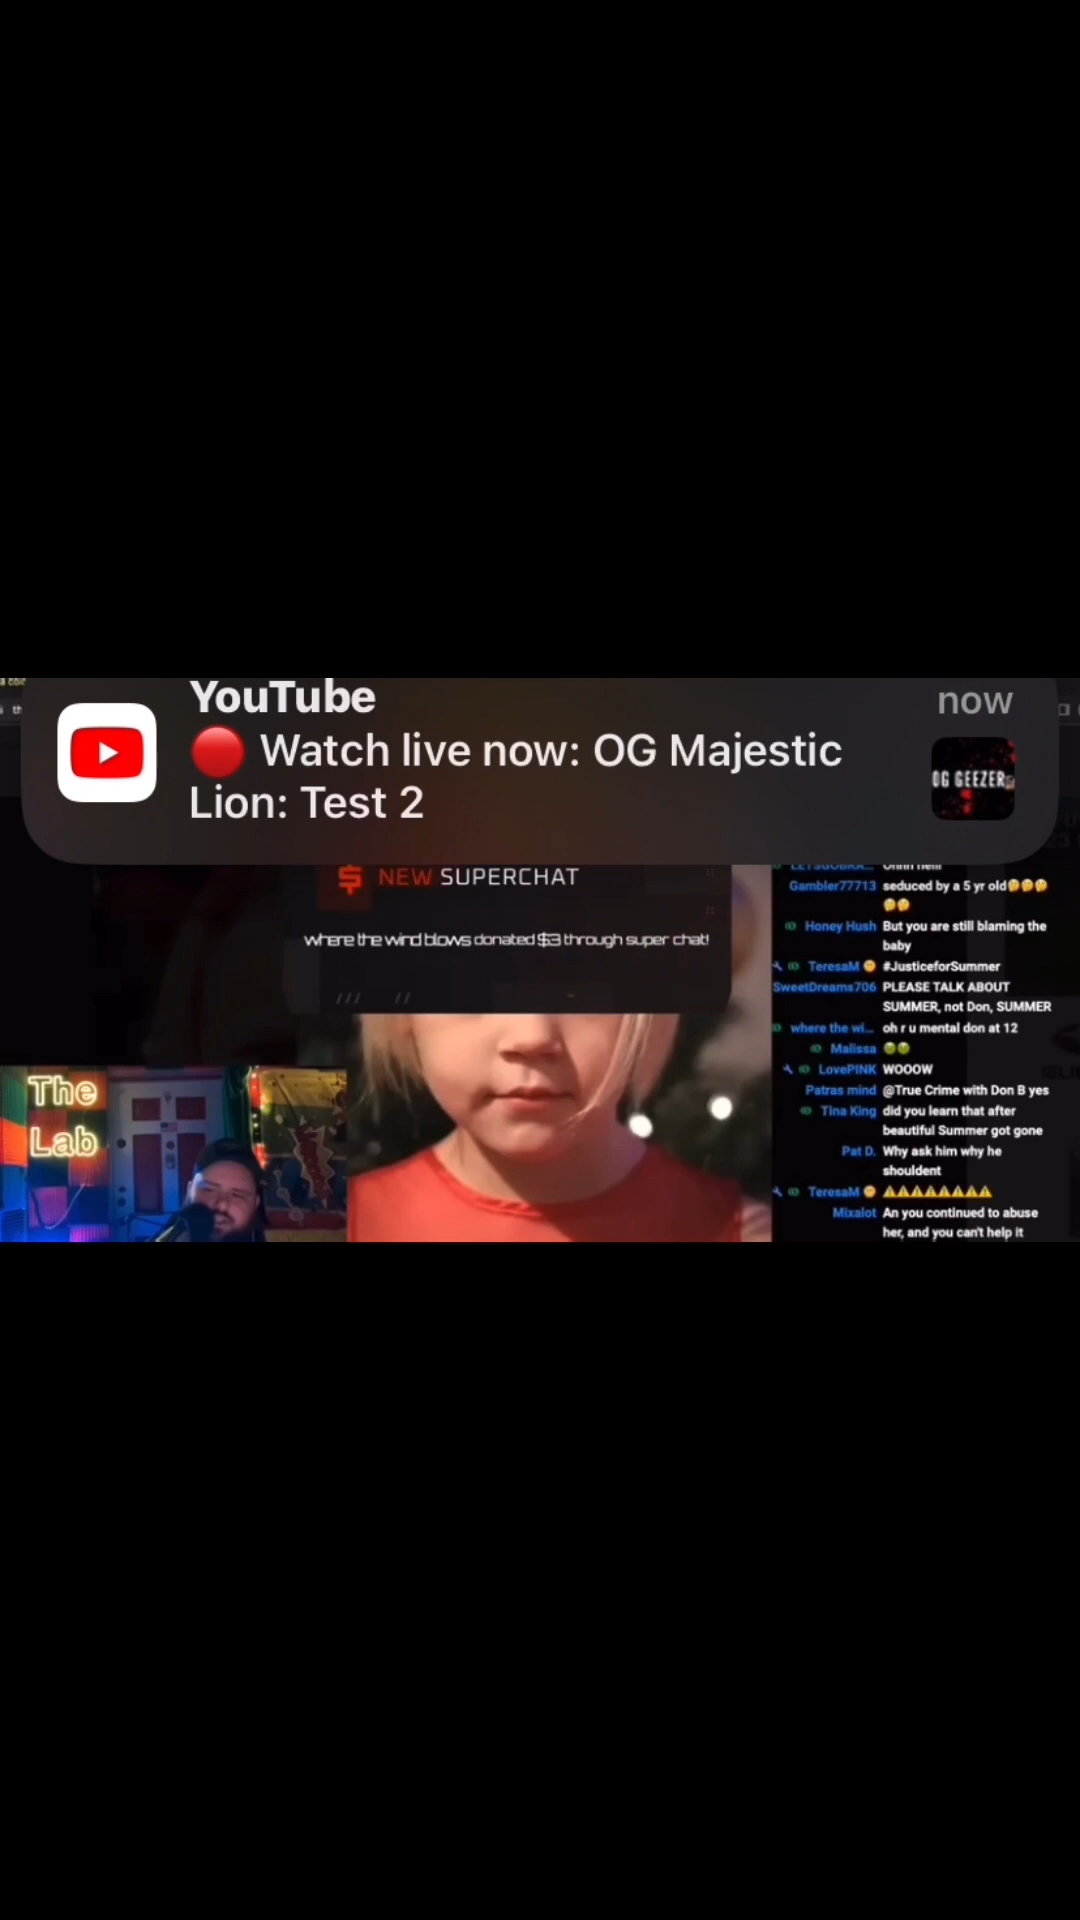 YouTube
now
🔴 Watch live now: OG Majestic
Lion: Test 2
OG GEEZER
$ NEW SUPERCHAT
where the wind blows donated $3 through super chat!
/// //
The
Lab
Gambler77713 seduced by a 5 yr old🤔🤔🤔
🤔🤔
Honey Hush But you are still blaming the
baby
TeresaM #JusticeforSummer
SweetDreams706 PLEASE TALK ABOUT
SUMMER, not Don, SUMMER
where the wi... oh r u mental don at 12
Malissa 🤢🤢
LovePINK WOOOW
Patras mind @True Crime with Don B yes
Tina King did you learn that after
beautiful Summer got gone
Pat D. Why ask him why he
shouldent
TeresaM ⚠⚠⚠⚠⚠⚠⚠⚠
Mixalot An you continued to abuse
her, and you can't help it